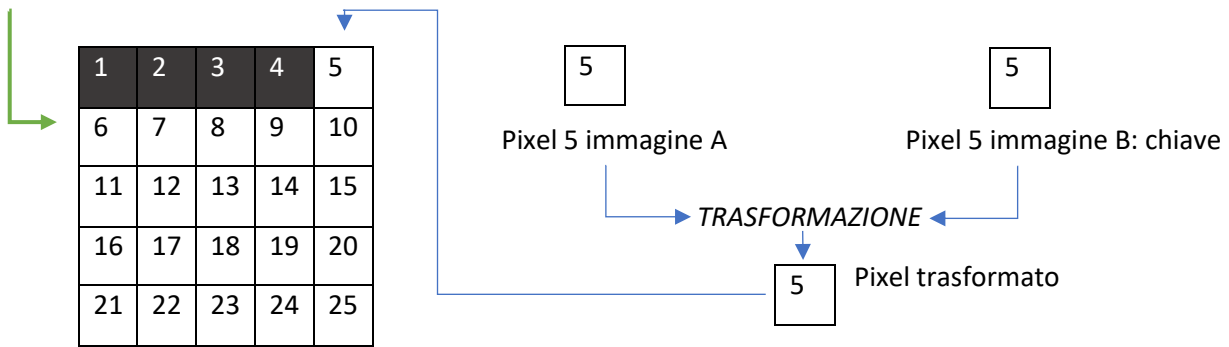 1 2 3 4 5
6 7 8 9 10
11 12 13 14 15
16 17 18 19 20
21 22 23 24 25
5
Pixel 5 immagine A
5
Pixel 5 immagine B: chiave
TRASFORMAZIONE
5
Pixel trasformato